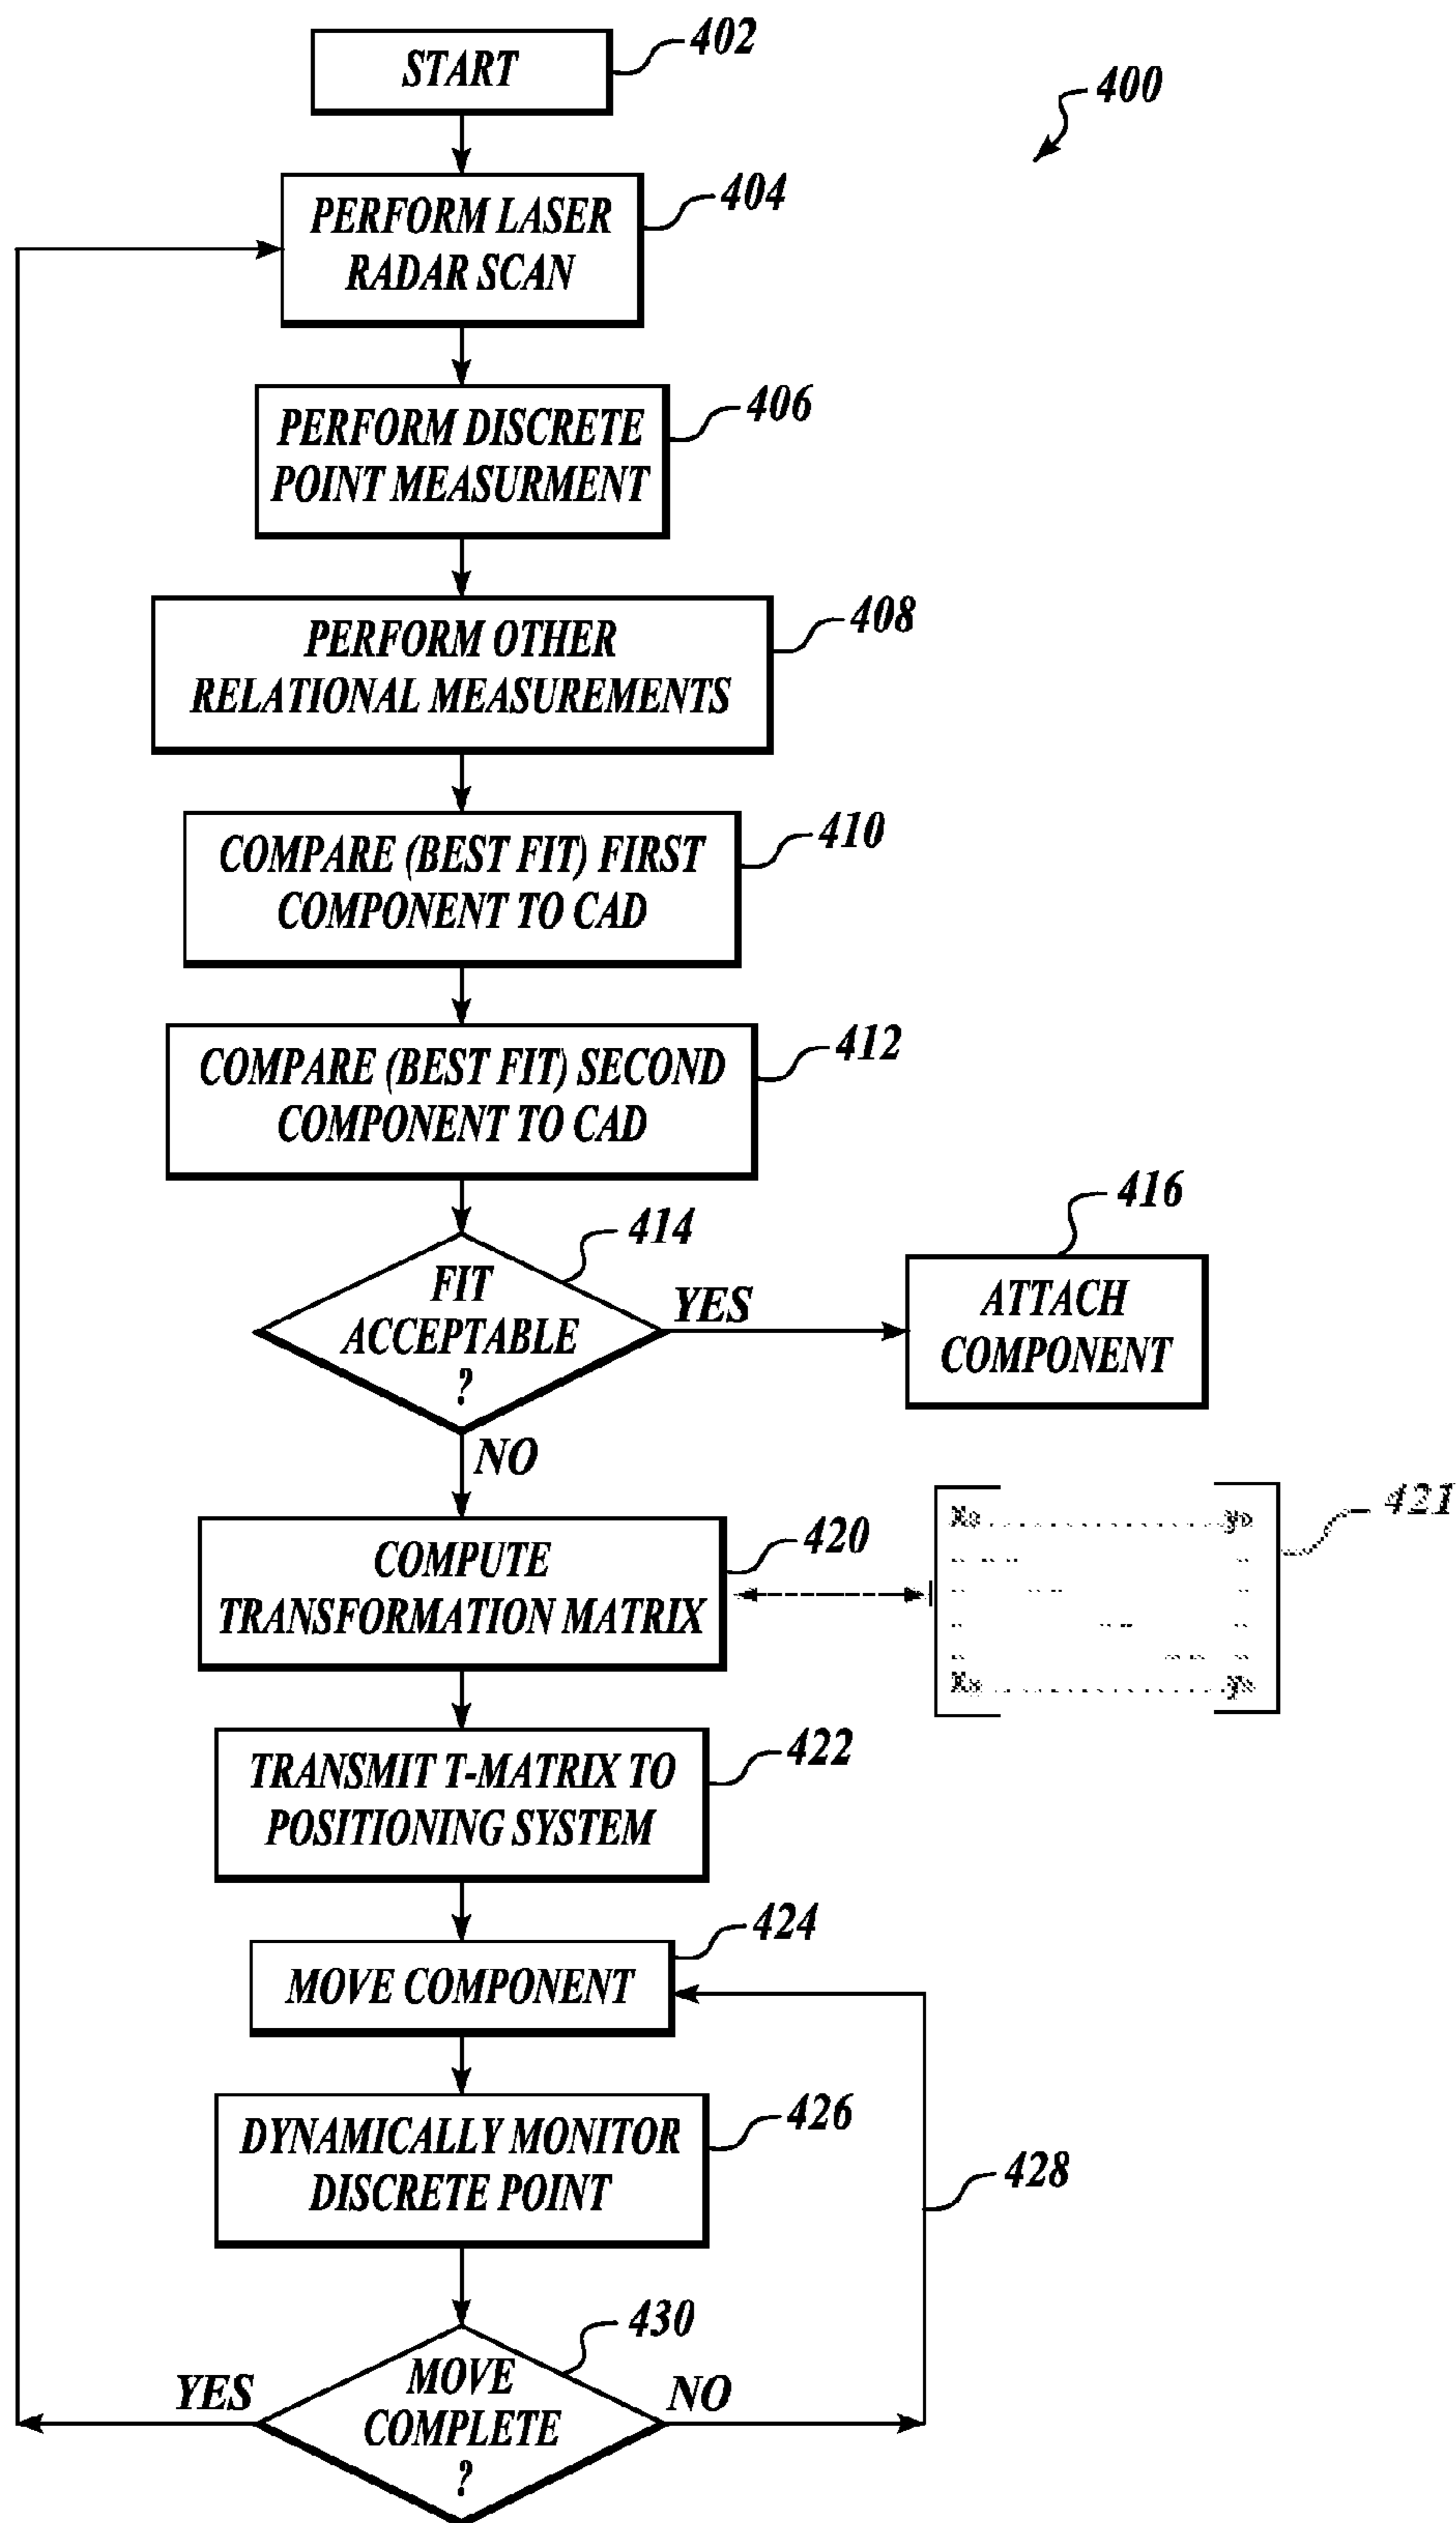 START
402
400
PERFORM LASER
RADAR SCAN
404
PERFORM DISCRETE
POINT MEASURMENT
406
PERFORM OTHER
RELATIONAL MEASUREMENTS
408
COMPARE (BEST FIT) FIRST
COMPONENT TO CAD
410
COMPARE (BEST FIT) SECOND
COMPONENT TO CAD
412
414
FIT
ACCEPTABLE
?
YES
416
ATTACH
COMPONENT
NO
COMPUTE
TRANSFORMATION MATRIX
420
421
TRANSMIT T-MATRIX TO
POSITIONING SYSTEM
422
MOVE COMPONENT
424
DYNAMICALLY MONITOR
DISCRETE POINT
426
428
430
MOVE
COMPLETE
?
YES
NO